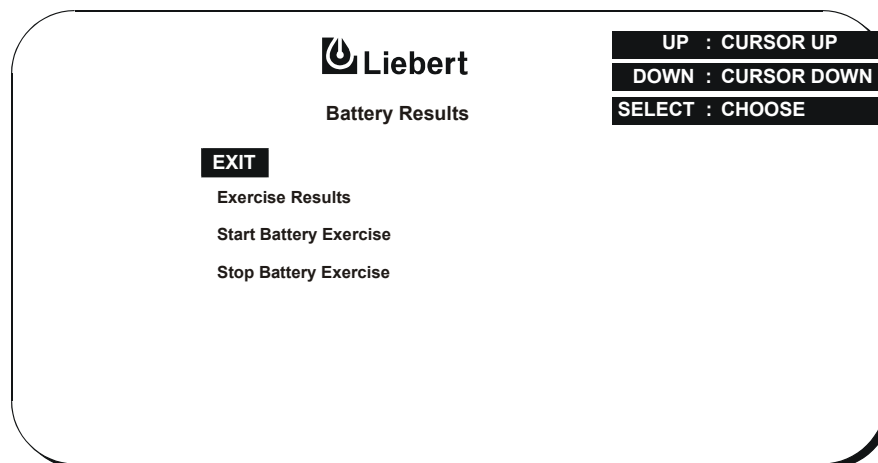 Liebert
Battery Results
UP : CURSOR UP
DOWN : CURSOR DOWN
SELECT : CHOOSE
EXIT
Exercise Results
Start Battery Exercise
Stop Battery Exercise